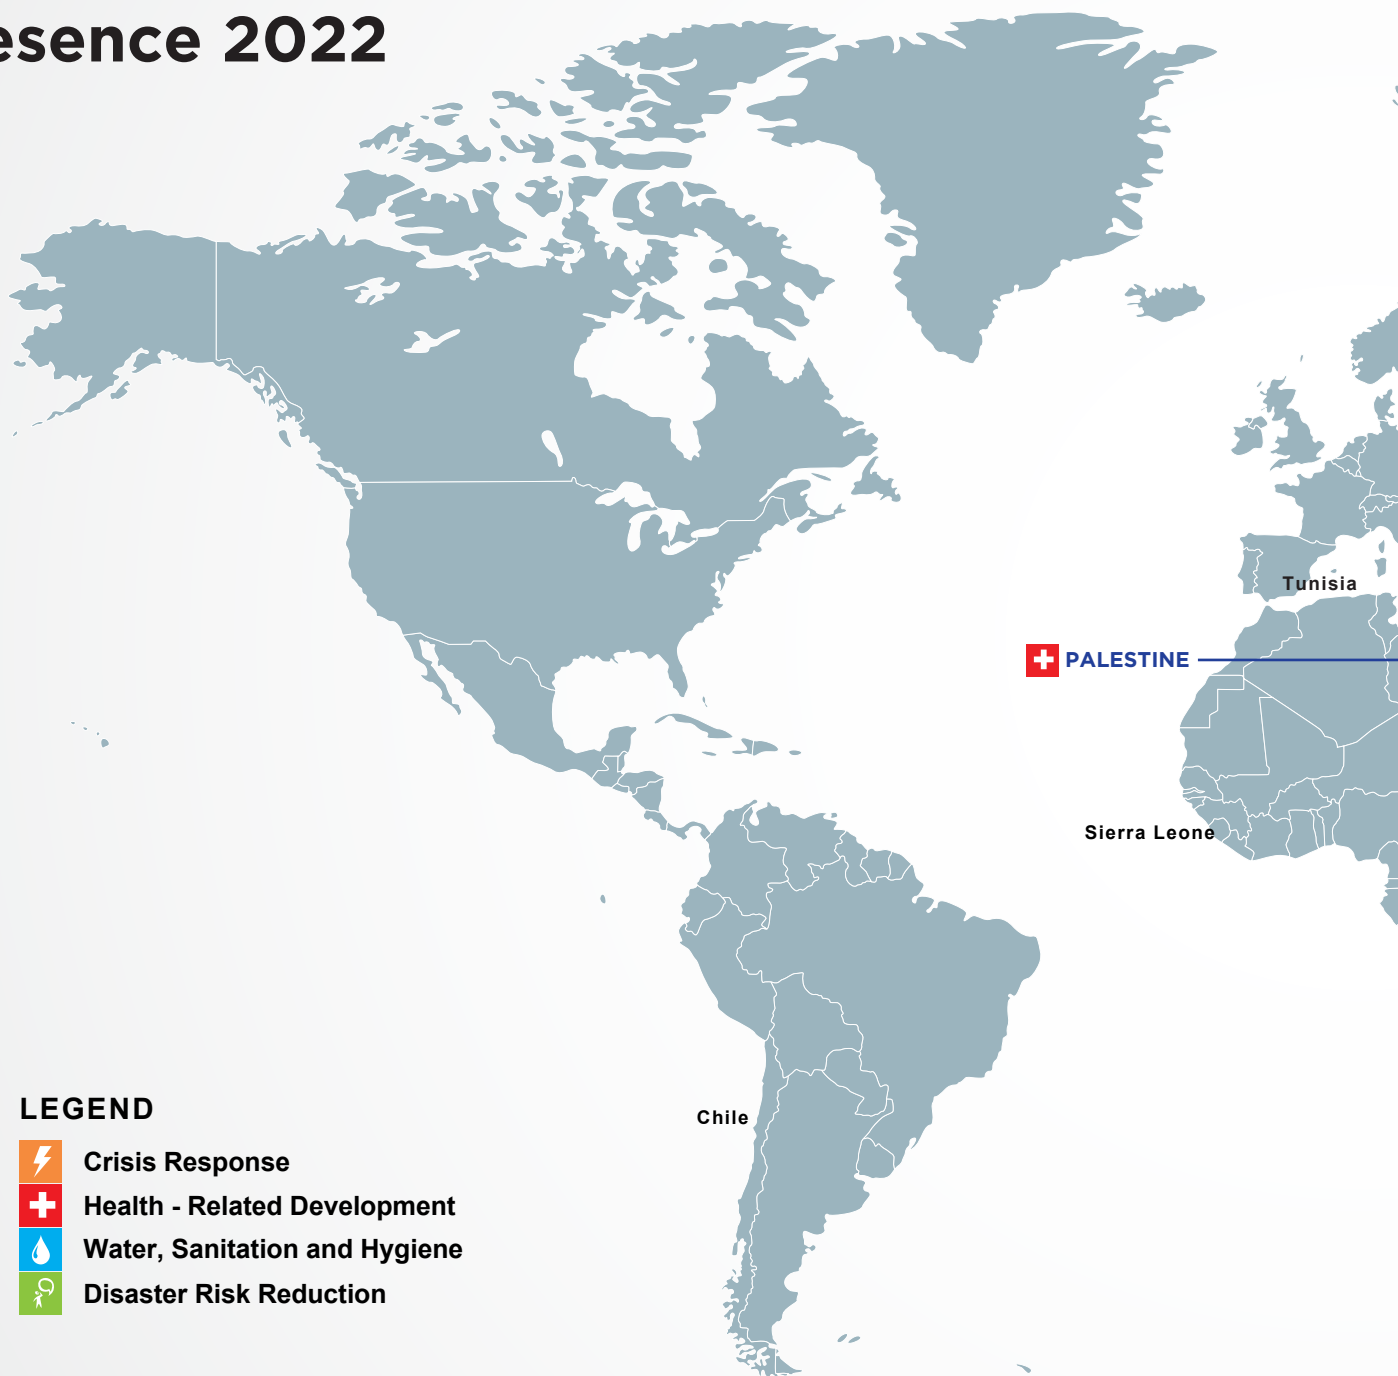 esence 2022
Tunisia
PALESTINE
Sierra Leone
Chile
LEGEND
Crisis Response
Health - Related Development
Water, Sanitation and Hygiene
Disaster Risk Reduction